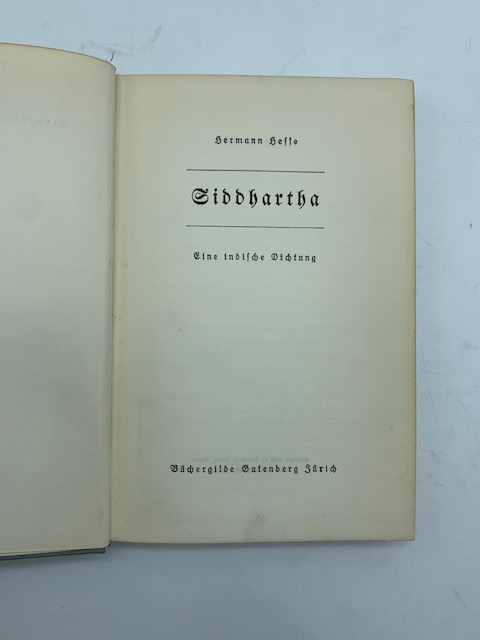 Hermann Hesse
Siddhartha
Eine indische Dichtung
Büchergilde Gutenberg Zürich